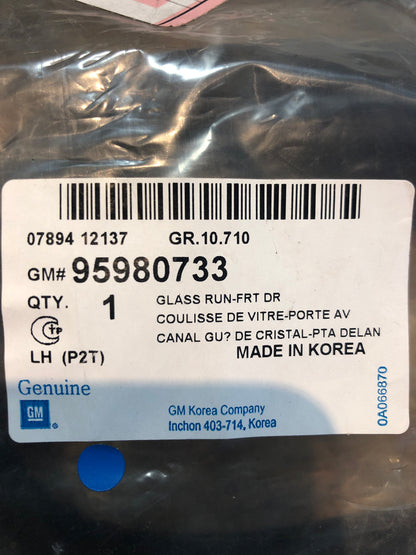 07894 12137 GR.10.710
GM# 95980733
QTY. 1 GLASS RUN-FRT DR
COULISSE DE VITRE-PORTE AV
CANAL GU? DE CRISTAL-PTA DELAN
LH (P2T) MADE IN KOREA
Genuine
GM
GM Korea Company
Inchon 403-714, Korea
0A066870